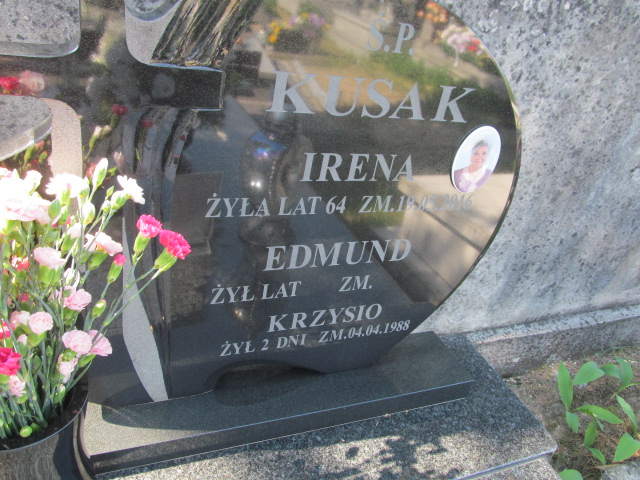 Ś.P.
KUSAK
IRENA
ŻYŁA LAT 64 ZM.
EDMUND
ŻYŁ LAT ZM.
KRZYSIO
ŻYŁ 2 DNI ZM.04.04.1988